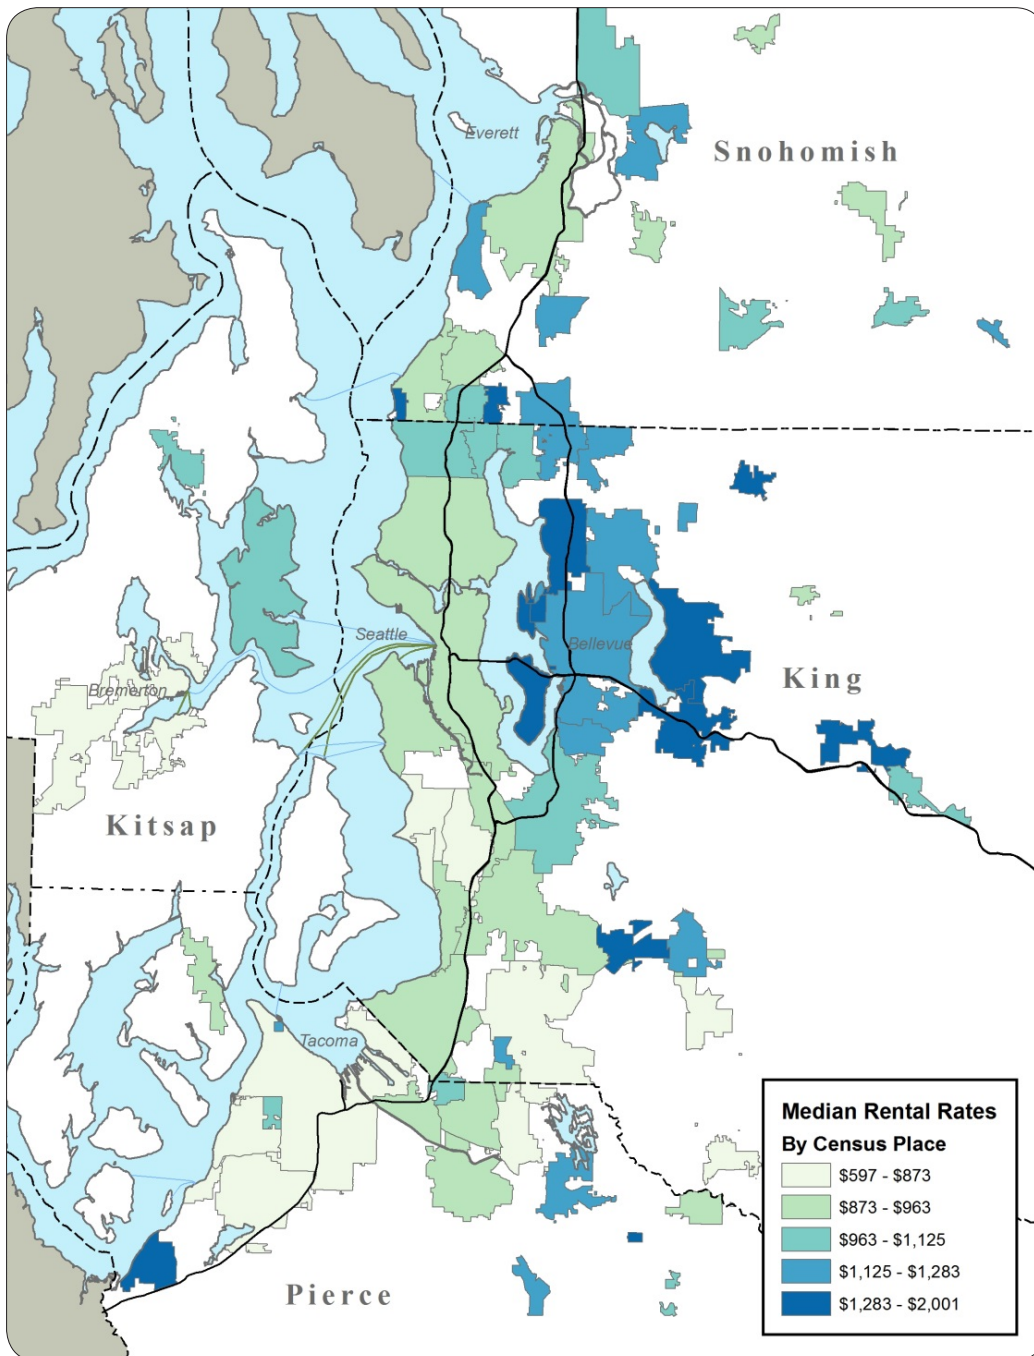 Everett
Snohomish
Seattle
Bellevue
Bremerton
King
Kitsap
Tacoma
Pierce
Median Rental Rates
By Census Place
$597 - $873
$873 - $963
$963 - $1,125
$1,125 - $1,283
$1,283 - $2,001